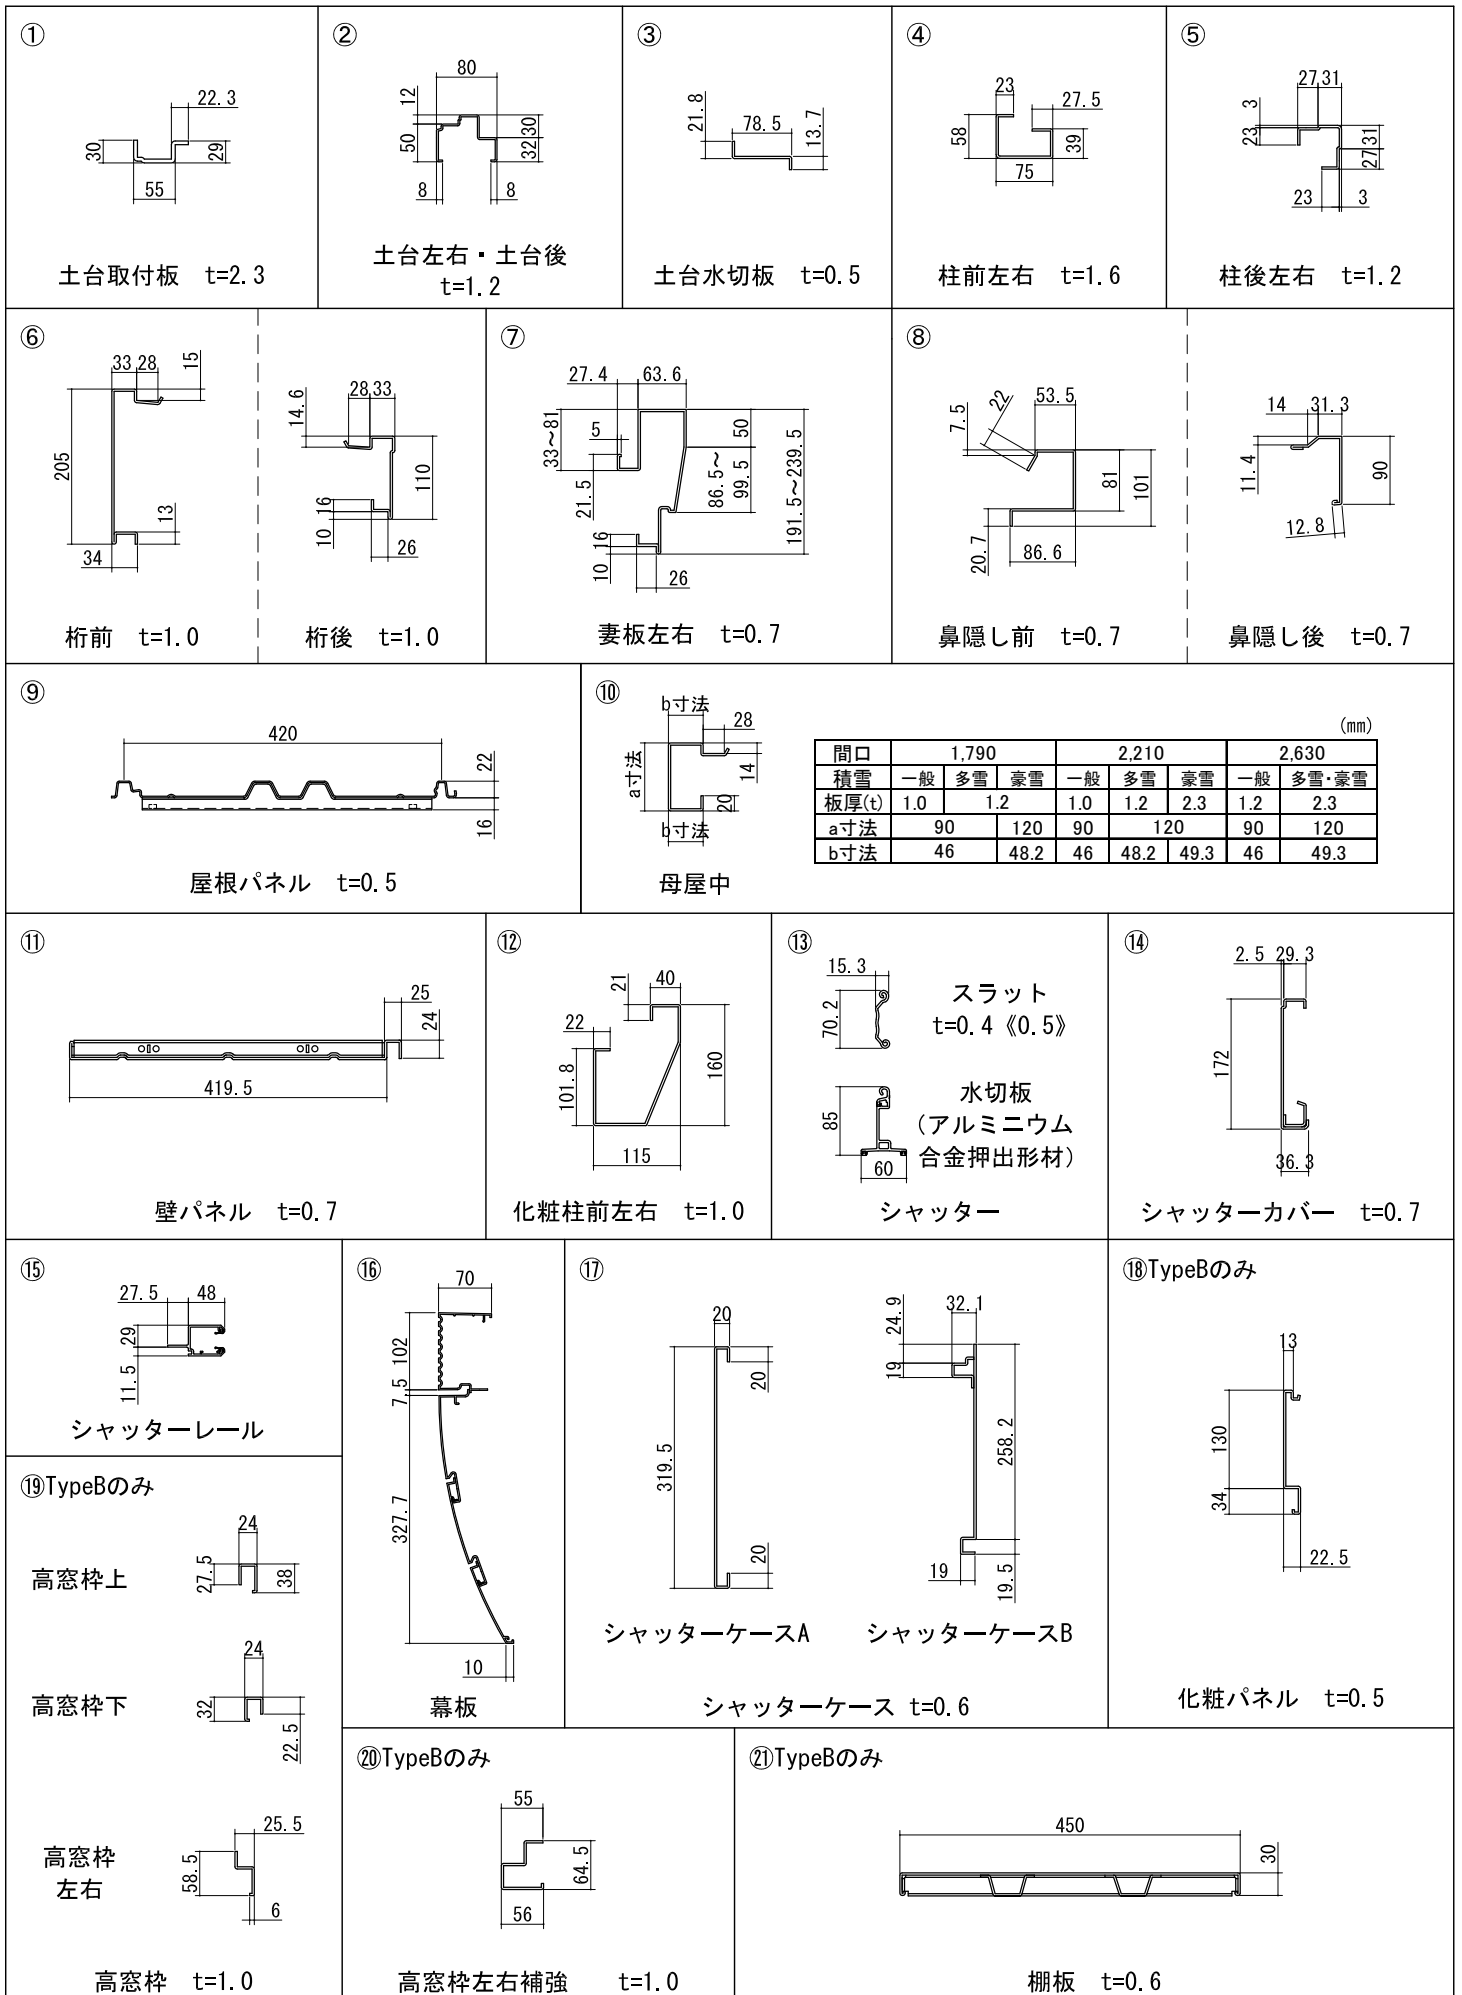 ①
22.3
30
29
55
土台取付板 t=2.3
②
80
12
50
30
32
8
8
土台左右・土台後
t=1.2
③
21.8
78.5
13.7
土台水切板 t=0.5
④
23
27.5
58
39
75
柱前左右 t=1.6
⑤
27
31
3
23
31
27
23
3
柱後左右 t=1.2
⑥
33
28
15
205
13
34
桁前 t=1.0
28
33
14.6
110
16
10
26
桁後 t=1.0
⑦
27.4
63.6
33~81
5
50
21.5
86.5~
99.5
191.5~239.5
16
10
26
妻板左右 t=0.7
⑧
7.5
22
53.5
81
101
20.7
86.6
鼻隠し前 t=0.7
14
31.3
11.4
90
12.8
鼻隠し後 t=0.7
⑨
420
22
16
屋根パネル t=0.5
⑩
b寸法
28
a寸法
14
20
b寸法
母屋中
(mm)
間口 1,790 2,210 2,630
積雪 一般 多雪 豪雪 一般 多雪 豪雪 一般 多雪・豪雪
板厚(t) 1.0 1.2 1.0 1.2 2.3 1.2 2.3
a寸法 90 120 90 120 90 120
b寸法 46 48.2 46 48.2 49.3 46 49.3
⑪
25
24
419.5
壁パネル t=0.7
⑫
21
40
22
101.8
160
115
化粧柱前左右 t=1.0
⑬
15.3
70.2
スラット
t=0.4《0.5》
85
60
水切板
(アルミニウム
合金押出形材)
シャッター
⑭
2.5
29.3
172
36.3
シャッターカバー t=0.7
⑮
27.5
48
29
11.5
シャッターレール
⑯
70
102
7.5
327.7
10
幕板
⑰
20
20
319.5
20
シャッターケースA
24.9
32.1
19
258.2
19
19.5
シャッターケースB
シャッターケース t=0.6
⑱TypeBのみ
13
130
34
22.5
化粧パネル t=0.5
⑲TypeBのみ
24
高窓枠上
27.5
38
24
高窓枠下
32
22.5
25.5
高窓枠
左右
58.5
6
高窓枠 t=1.0
⑳TypeBのみ
55
64.5
56
高窓枠左右補強 t=1.0
㉑TypeBのみ
450
30
棚板 t=0.6